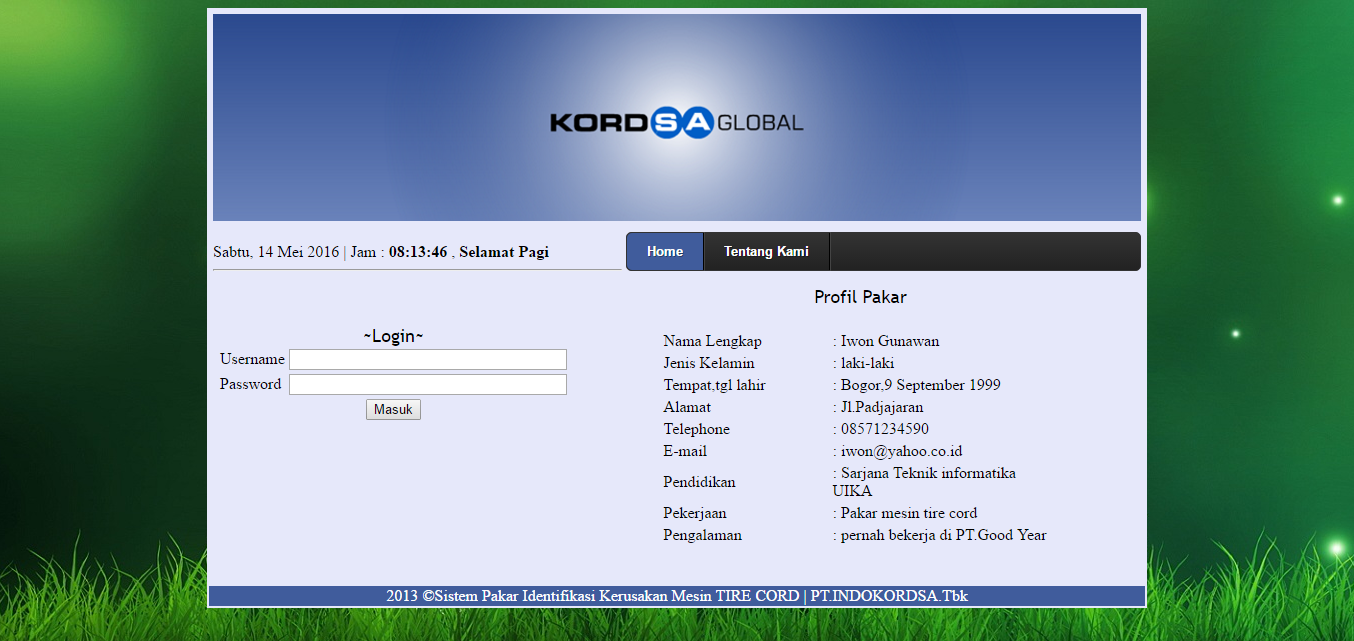 KORDSA GLOBAL
Sabtu, 14 Mei 2016 | Jam : 08:13:46 , Selamat Pagi
Home Tentang Kami
~Login~
Username
Password
Masuk
Profil Pakar
Nama Lengkap : Iwon Gunawan
Jenis Kelamin : laki-laki
Tempat,tgl lahir : Bogor,9 September 1999
Alamat : Jl.Padjajaran
Telephone : 08571234590
E-mail : iwon@yahoo.co.id
Pendidikan : Sarjana Teknik informatika
UIKA
Pekerjaan : Pakar mesin tire cord
Pengalaman : pernah bekerja di PT.Good Year
2013 ©Sistem Pakar Identifikasi Kerusakan Mesin TIRE CORD | PT.INDOKORDSA.Tbk